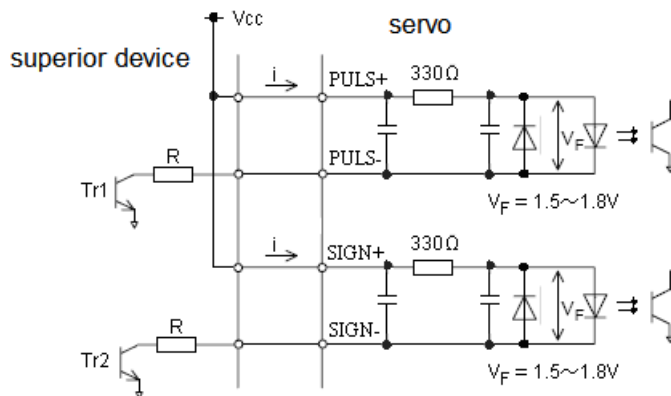 Vcc
servo
superior device
i
PULS+
330Ω
R
PULS-
V_F
Tr1
V_F = 1.5～1.8V
i
SIGN+
330Ω
R
SIGN-
V_F
Tr2
V_F = 1.5～1.8V